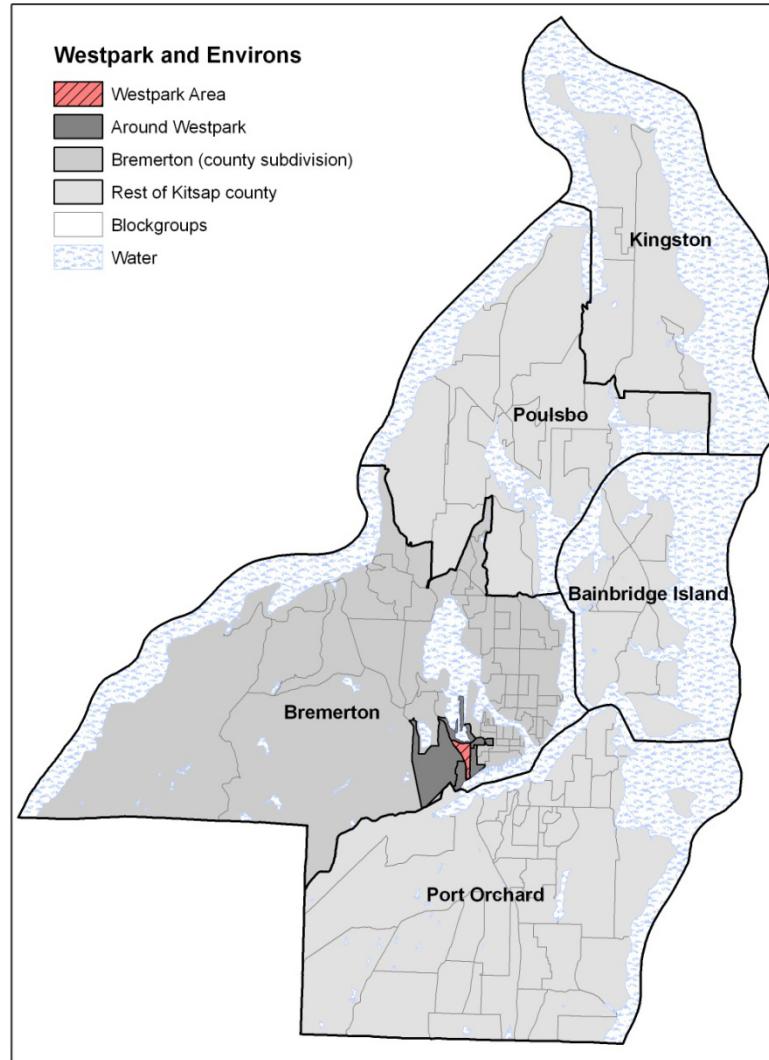 Westpark and Environs
Westpark Area
Around Westpark
Bremerton (county subdivision)
Rest of Kitsap county
Blockgroups
Water
Kingston
Poulsbo
Bainbridge Island
Bremerton
Port Orchard